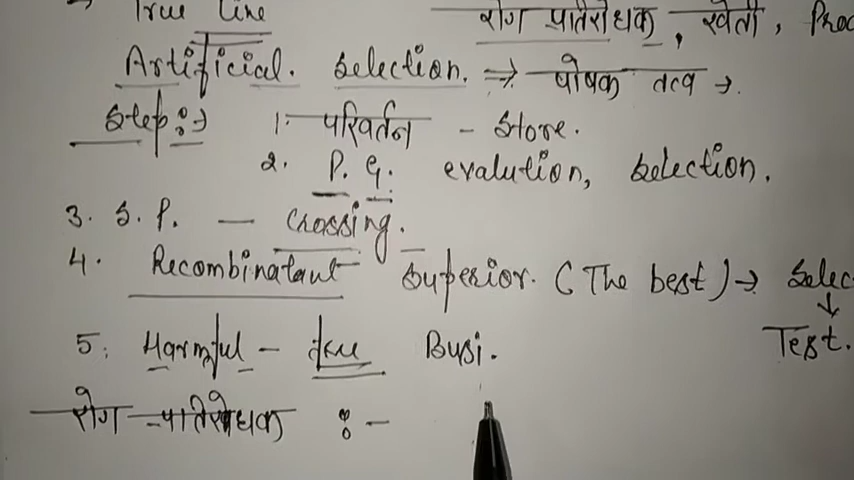 True line
रोग प्रतिरोधक, खेती,
Artificial. Selection. ⇒ पोषक तत्व →.
Step :→ 1. परिवर्तन - Store.
2. P. G. evalution, selection.
3. S. P. — Crossing.
4. Recombinatant Superior. (The best) → Selec
↓
5. Harmful - Busi. Test.
रोग प्रतिरोधक :-